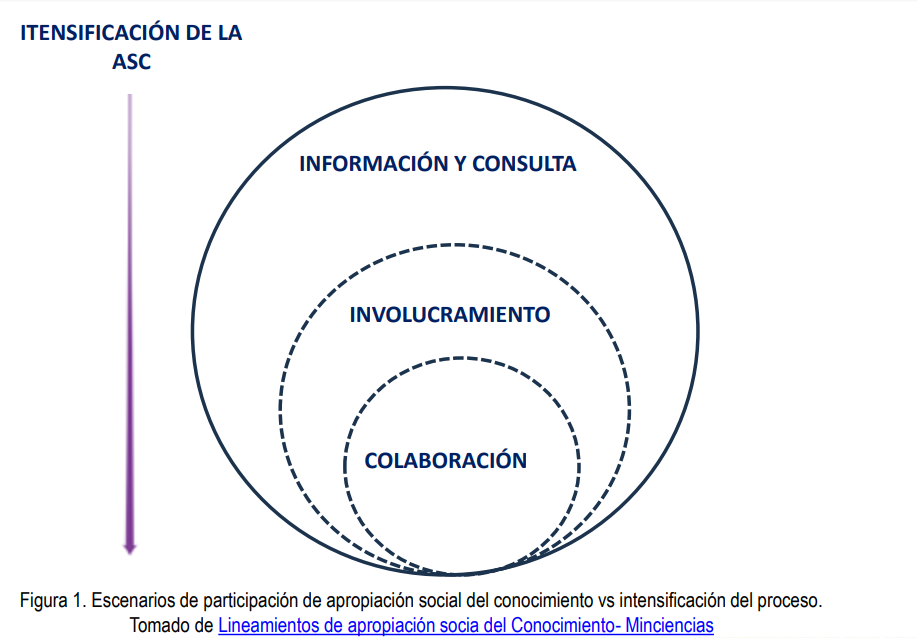 ITENSIFICACIÓN DE LA
ASC
INFORMACIÓN Y CONSULTA
INVOLUCRAMIENTO
COLABORACIÓN
Figura 1. Escenarios de participación de apropiación social del conocimiento vs intensificación del proceso.
Tomado de Lineamientos de apropiación socia del Conocimiento- Minciencias